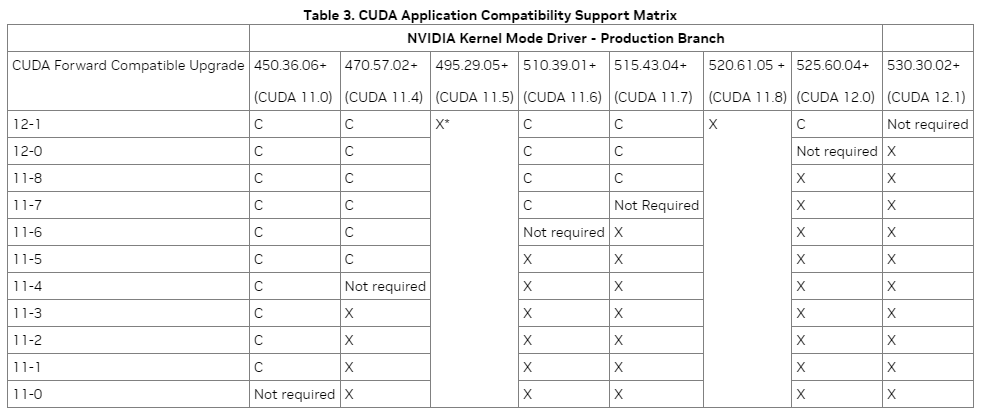 Table 3. CUDA Application Compatibility Support Matrix
NVIDIA Kernel Mode Driver - Production Branch
CUDA Forward Compatible Upgrade 450.36.06+ 470.57.02+ 495.29.05+ 510.39.01+ 515.43.04+ 520.61.05 + 525.60.04+ 530.30.02+
(CUDA 11.0) (CUDA 11.4) (CUDA 11.5) (CUDA 11.6) (CUDA 11.7) (CUDA 11.8) (CUDA 12.0) (CUDA 12.1)
12-1 C C X* C C X C Not required
12-0 C C C C Not required X
11-8 C C C C X X
11-7 C C C Not Required X X
11-6 C C Not required X X X
11-5 C C X X X X
11-4 C Not required X X X X
11-3 C X X X X X
11-2 C X X X X X
11-1 C X X X X X
11-0 Not required X X X X X